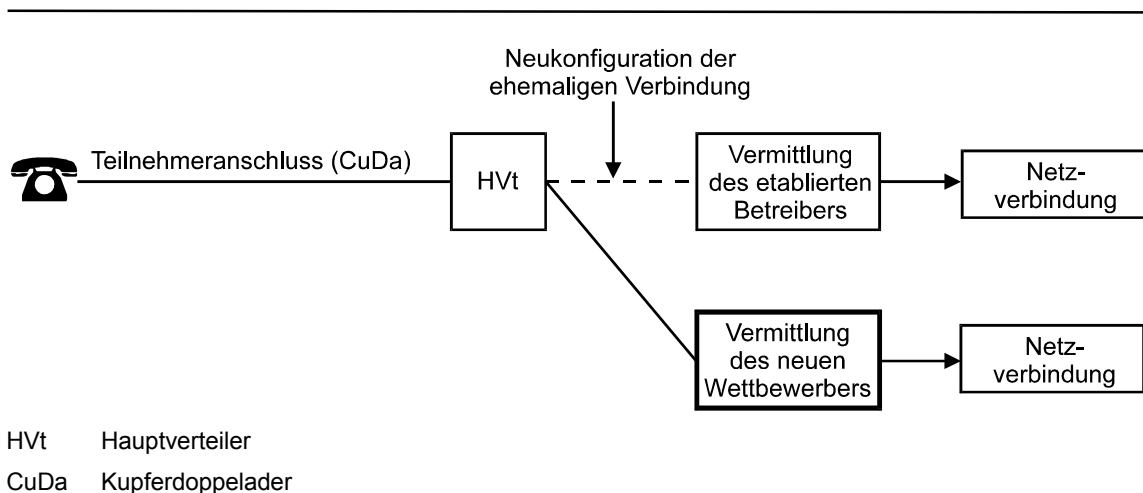 Neukonfiguration der
ehemaligen Verbindung
Teilnehmeranschluss (CuDa)
HVt
Vermittlung
des etablierten
Betreibers
Netz-
verbindung
Vermittlung
des neuen
Wettbewerbers
Netz-
verbindung
HVt Hauptverteiler
CuDa Kupferdoppelader